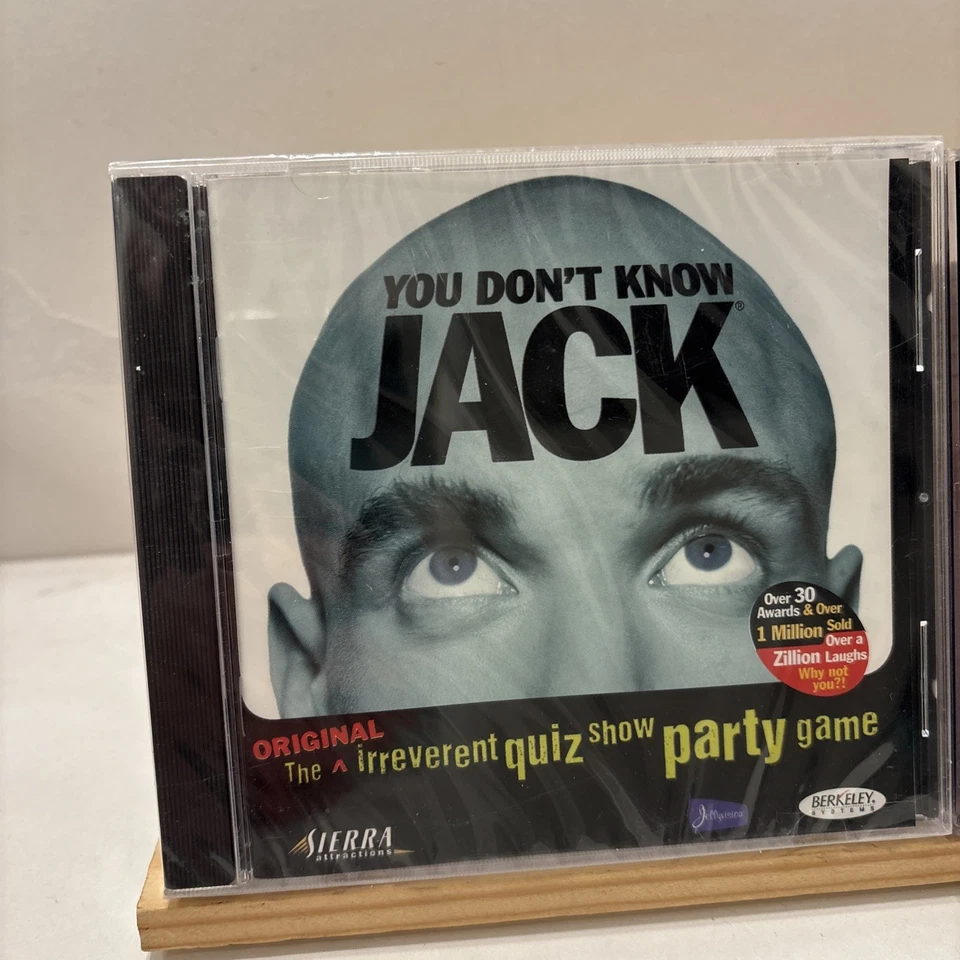 YOU DON'T KNOW
JACK®
Over 30
Awards & Over
1 Million Sold
Over a
Zillion Laughs
Why not
you?!
ORIGINAL
The ^ irreverent quiz show party game
Jellyvision
BERKELEY®
SYSTEMS
SIERRA
attractions